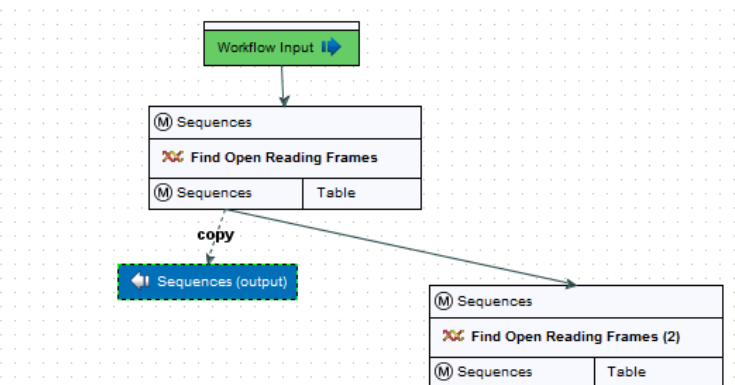 Workflow Input
M Sequences
Find Open Reading Frames
M Sequences Table
copy
Sequences (output)
M Sequences
Find Open Reading Frames (2)
M Sequences Table